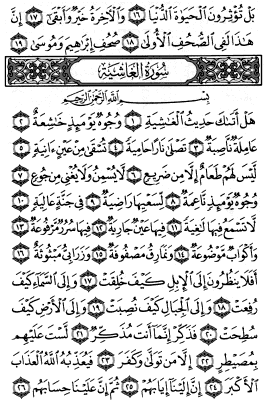 بَلْ تُؤْثِرُونَ ٱلْحَيَوٰةَ ٱلدُّنْيَا ١٦ وَٱلْأَخِرَةُ خَيْرٌ وَأَبْقَىٰٓ ١٧ إِنَّ
هَٰذَا لَفِى ٱلصُّحُفِ ٱلْأُولَىٰ ١٨ صُحُفِ إِبْرَٰهِيمَ وَمُوسَىٰ ١٩
سُورَةُ الْغَاشِيَةِ
بِسْمِ ٱللَّهِ ٱلرَّحْمَٰنِ ٱلرَّحِيمِ
هَلْ أَتَىٰكَ حَدِيثُ ٱلْغَٰشِيَةِ ١ وُجُوهٌ يَوْمَئِذٍ خَٰشِعَةٌ ٢
عَامِلَةٌ نَّاصِبَةٌ ٣ تَصْلَىٰ نَارًا حَامِيَةً ٤ تُسْقَىٰ مِنْ عَيْنٍ ءَانِيَةٍ ٥
لَّيْسَ لَهُمْ طَعَامٌ إِلَّا مِن ضَرِيعٍ ٦ لَّا يُسْمِنُ وَلَا يُغْنِى مِن جُوعٍ ٧
وُجُوهٌ يَوْمَئِذٍ نَّاعِمَةٌ ٨ لِّسَعْيِهَا رَاضِيَةٌ ٩ فِى جَنَّةٍ عَالِيَةٍ ١٠
لَّا تَسْمَعُ فِيهَا لَٰغِيَةً ١١ فِيهَا عَيْنٌ جَارِيَةٌ ١٢ فِيهَا سُرُرٌ مَّرْفُوعَةٌ ١٣
وَأَكْوَابٌ مَّوْضُوعَةٌ ١٤ وَنَمَارِقُ مَصْفُوفَةٌ ١٥ وَزَرَابِىُّ مَبْثُوثَةٌ ١٦
أَفَلَا يَنظُرُونَ إِلَى ٱلْإِبِلِ كَيْفَ خُلِقَتْ ١٧ وَإِلَى ٱلسَّمَآءِ كَيْفَ
رُفِعَتْ ١٨ وَإِلَى ٱلْجِبَالِ كَيْفَ نُصِبَتْ ١٩ وَإِلَى ٱلْأَرْضِ كَيْفَ
سُطِحَتْ ٢٠ فَذَكِّرْ إِنَّمَآ أَنتَ مُذَكِّرٌ ٢١ لَّسْتَ عَلَيْهِم
بِمُصَيْطِرٍ ٢٢ إِلَّا مَن تَوَلَّىٰ وَكَفَرَ ٢٣ فَيُعَذِّبُهُ ٱللَّهُ ٱلْعَذَابَ
ٱلْأَكْبَرَ ٢٤ إِنَّ إِلَيْنَآ إِيَابَهُمْ ٢٥ ثُمَّ إِنَّ عَلَيْنَا حِسَابَهُم ٢٦